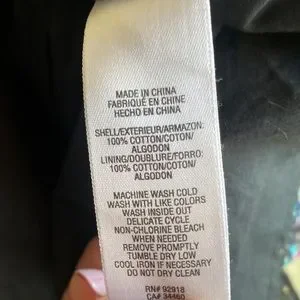 MADE IN CHINA
FABRIQUÉ EN CHINE
HECHO EN CHINA
SHELL/EXTERIEUR/ARMAZON:
100% COTTON/COTON/
ALGODON
LINING/DOUBLURE/FORRO:
100% COTTON/COTON/
ALGODON
MACHINE WASH COLD
WASH WITH LIKE COLORS
WASH INSIDE OUT
DELICATE CYCLE
NON-CHLORINE BLEACH
WHEN NEEDED
REMOVE PROMPTLY
TUMBLE DRY LOW
COOL IRON IF NECESSARY
DO NOT DRY CLEAN
RN# 92918
CA# 34460